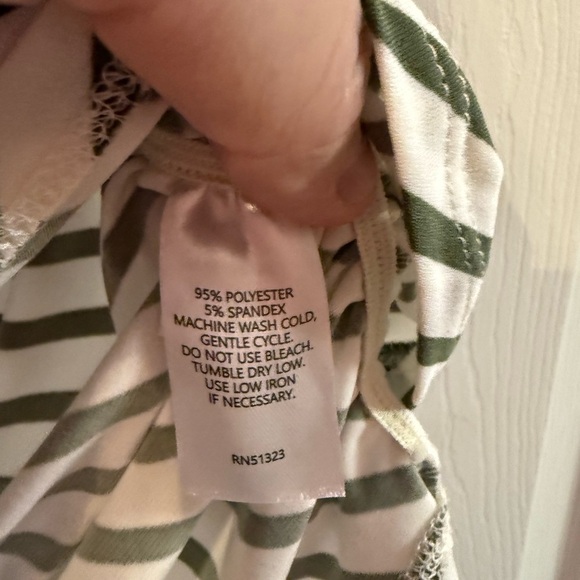 95% POLYESTER
5% SPANDEX
MACHINE WASH COLD,
GENTLE CYCLE.
DO NOT USE BLEACH.
TUMBLE DRY LOW.
USE LOW IRON
IF NECESSARY.
RN51323